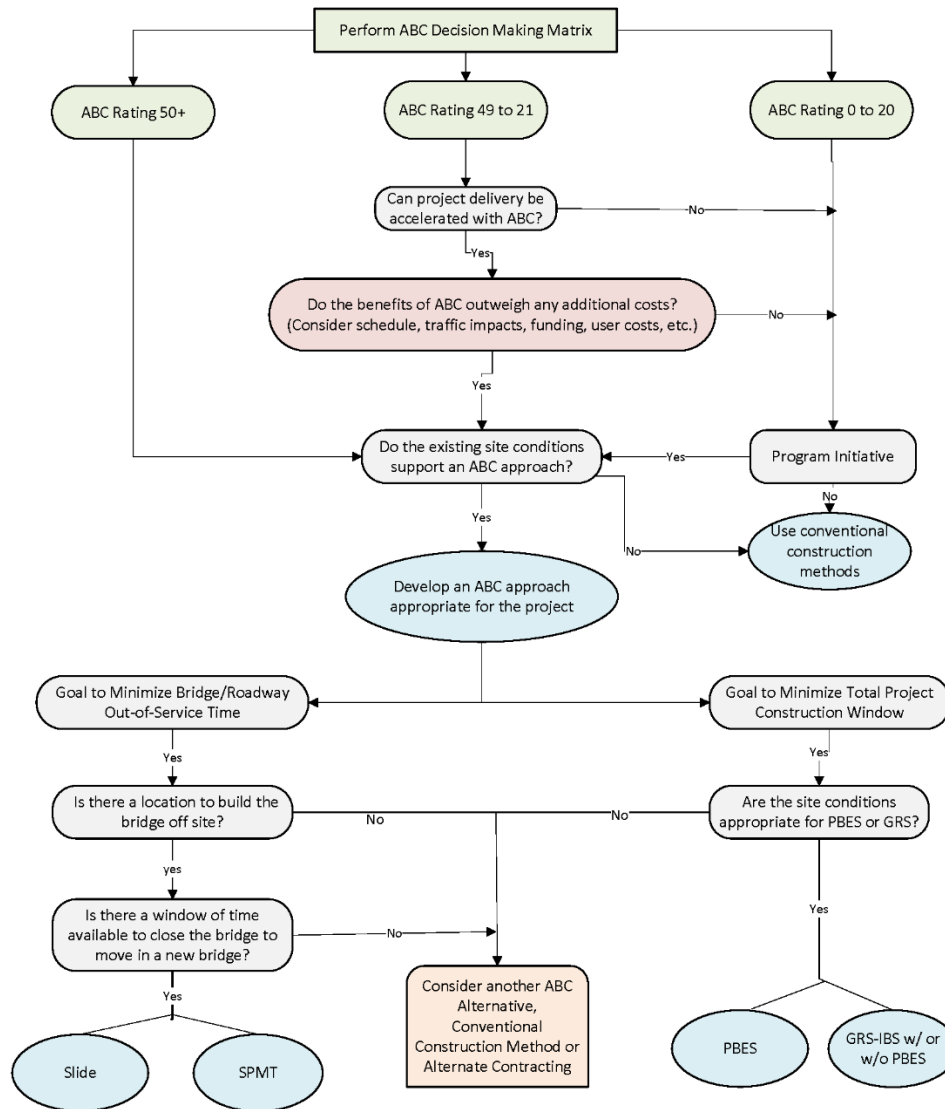 Perform ABC Decision Making Matrix
ABC Rating 50+
ABC Rating 49 to 21
ABC Rating 0 to 20
Can project delivery be
accelerated with ABC?
No
Yes
Do the benefits of ABC outweigh any additional costs?
(Consider schedule, traffic impacts, funding, user costs, etc.)
No
Yes
Do the existing site conditions
support an ABC approach?
Yes
Program Initiative
No
Yes
No
Use conventional
construction
methods
Develop an ABC approach
appropriate for the project
Goal to Minimize Bridge/Roadway
Out-of-Service Time
Goal to Minimize Total Project
Construction Window
Yes
Yes
Is there a location to build the
bridge off site?
No
No
Are the site conditions
appropriate for PBES or GRS?
yes
Is there a window of time
available to close the bridge to
move in a new bridge?
No
Yes
Yes
Consider another ABC
Alternative,
Conventional
Construction Method or
Alternate Contracting
Slide
SPMT
PBES
GRS-IBS w/ or
w/o PBES